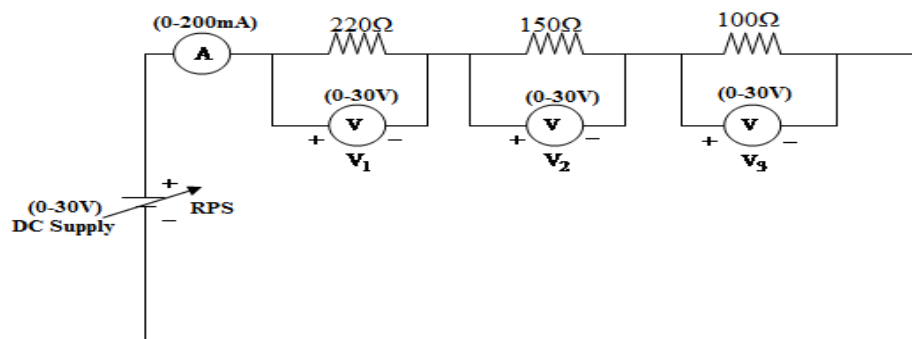 (0-200mA)
A
220Ω
150Ω
100Ω
(0-30V)
V
+ −
V1
(0-30V)
V
+ −
V2
(0-30V)
V
+ −
V3
+
(0-30V)
RPS
DC Supply
−